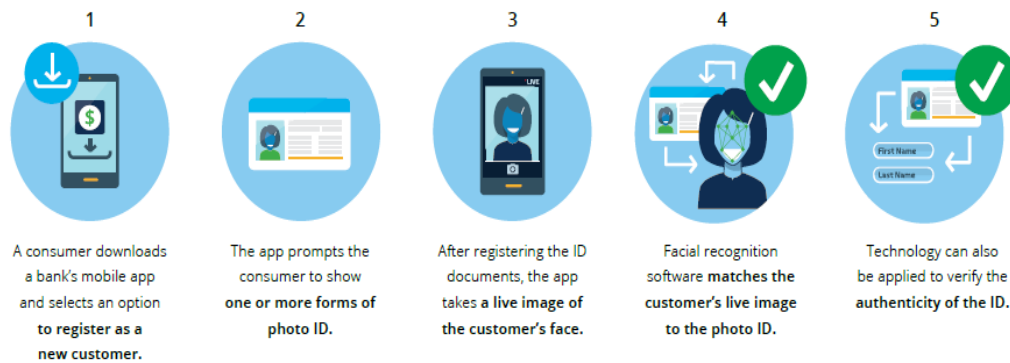 1
2
3
4
5
$
LIVE
First Name
Last Name
A consumer downloads
a bank's mobile app
and selects an option
to register as a
new customer.
The app prompts the
consumer to show
one or more forms of
photo ID.
After registering the ID
documents, the app
takes a live image of
the customer's face.
Facial recognition
software matches the
customer's live image
to the photo ID.
Technology can also
be applied to verify the
authenticity of the ID.